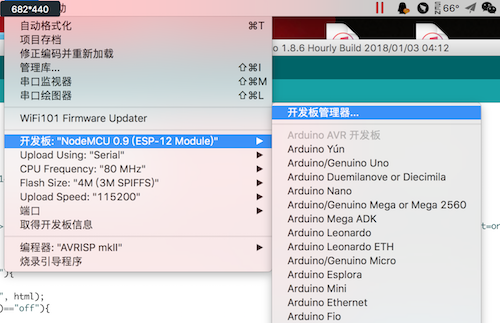 682*440
助
66°
自动格式化 ⌘T
项目存档
修正编码并重新加载
管理库... ⇧⌘I
串口监视器 ⇧⌘M
串口绘图器 ⇧⌘L
1.8.6 Hourly Build 2018/01/03 04:12
WiFi101 Firmware Updater
开发板: "NodeMCU 0.9 (ESP-12 Module)"
Upload Using: "Serial"
CPU Frequency: "80 MHz"
Flash Size: "4M (3M SPIFFS)"
Upload Speed: "115200"
端口
取得开发板信息
编程器: "AVRISP mkII"
烧录引导程序
开发板管理器...
Arduino AVR 开发板
Arduino Yún
Arduino/Genuino Uno
Arduino Duemilanove or Diecimila
Arduino Nano
Arduino/Genuino Mega or Mega 2560
Arduino Mega ADK
Arduino Leonardo
Arduino Leonardo ETH
Arduino/Genuino Micro
Arduino Esplora
Arduino Mini
Arduino Ethernet
Arduino Fio
t=or
"){
", html);
)=="off"){